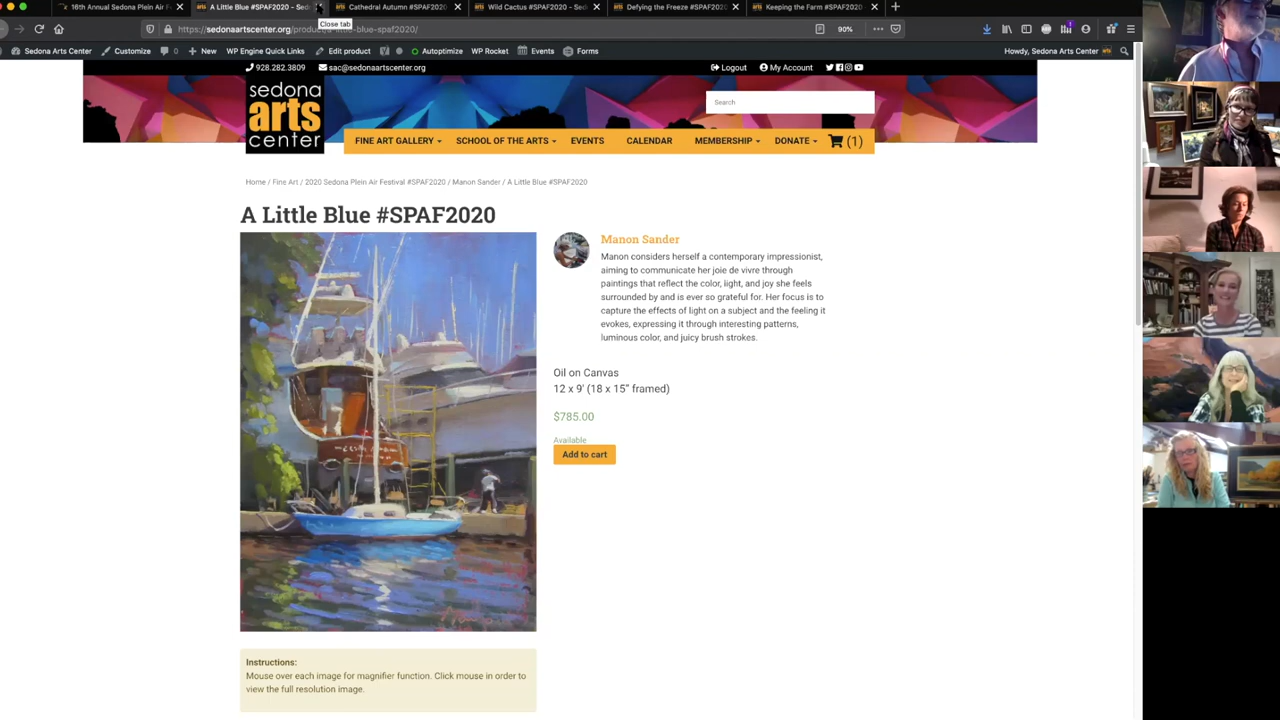 16th Annual Sedona Plein Air F
A Little Blue #SPAF2020 - Sed
Cathedral Autumn #SPAF2020
Wild Cactus #SPAF2020 - Sedo
Defying the Freeze #SPAF2020
Keeping the Farm #SPAF2020
Close tab
https://sedonaartscenter.org/product/a-little-blue-spaf2020/
90%
Sedona Arts Center
Customize
0
New
WP Engine Quick Links
Edit product
Autoptimize
WP Rocket
Events
Forms
Howdy, Sedona Arts Center
928.282.3809
sac@sedonaartscenter.org
Logout
My Account
Search
sedona
arts
center
FINE ART GALLERY
SCHOOL OF THE ARTS
EVENTS
CALENDAR
MEMBERSHIP
DONATE
(1)
Home / Fine Art / 2020 Sedona Plein Air Festival #SPAF2020 / Manon Sander / A Little Blue #SPAF2020
A Little Blue #SPAF2020
Manon Sander
Manon considers herself a contemporary impressionist,
aiming to communicate her joie de vivre through
paintings that reflect the color, light, and joy she feels
surrounded by and is ever so grateful for. Her focus is to
capture the effects of light on a subject and the feeling it
evokes, expressing it through interesting patterns,
luminous color, and juicy brush strokes.
Oil on Canvas
12 x 9' (18 x 15” framed)
$785.00
Available
Add to cart
Instructions:
Mouse over each image for magnifier function. Click mouse in order to
view the full resolution image.